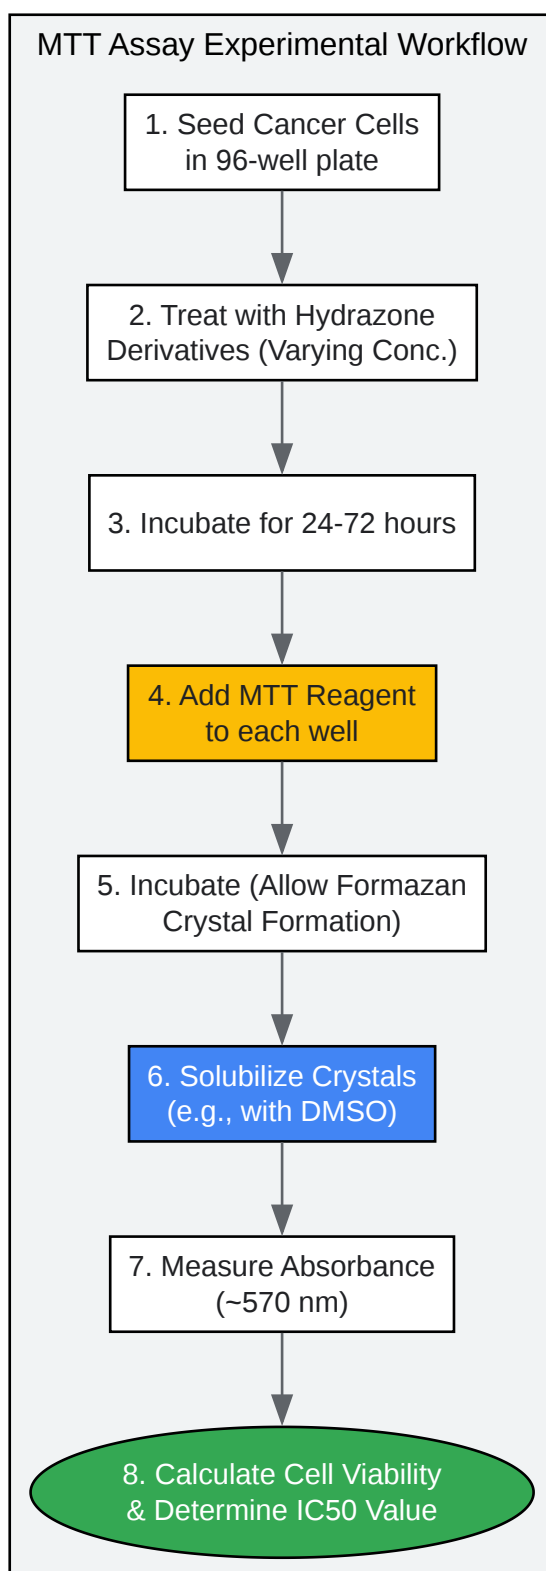 MTT Assay Experimental Workflow
1. Seed Cancer Cells
in 96-well plate
2. Treat with Hydrazone
Derivatives (Varying Conc.)
3. Incubate for 24-72 hours
4. Add MTT Reagent
to each well
5. Incubate (Allow Formazan
Crystal Formation)
6. Solubilize Crystals
(e.g., with DMSO)
7. Measure Absorbance
(~570 nm)
8. Calculate Cell Viability
& Determine IC50 Value